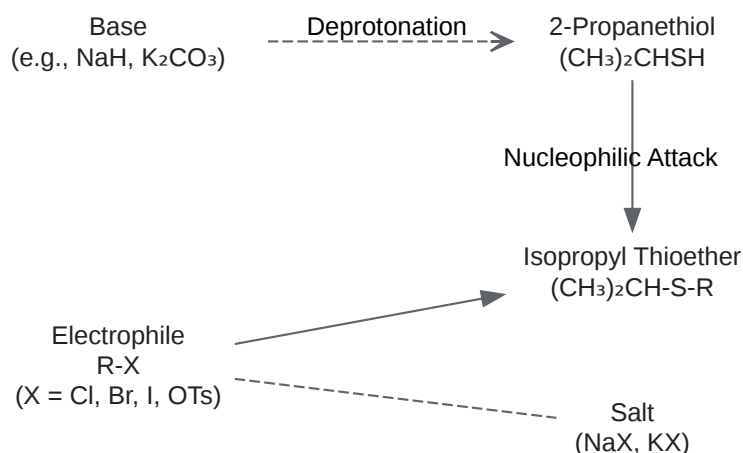 Base
(e.g., NaH, K₂CO₃)
Deprotonation
2-Propanethiol
(CH₃)₂CHSH
Nucleophilic Attack
Isopropyl Thioether
(CH₃)₂CH-S-R
Electrophile
R-X
(X = Cl, Br, I, OTs)
Salt
(NaX, KX)